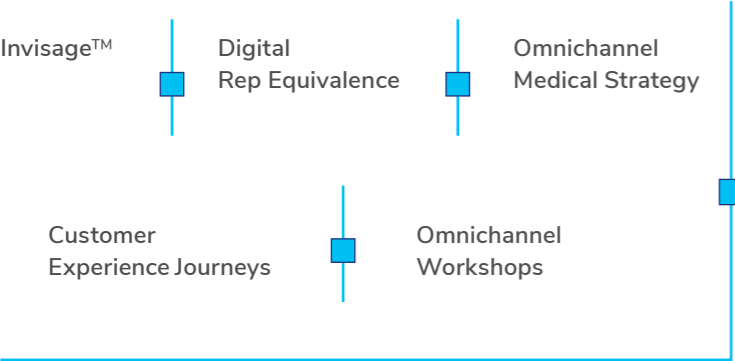 Invisage™
Digital
Rep Equivalence
Omnichannel
Medical Strategy
Customer
Experience Journeys
Omnichannel
Workshops